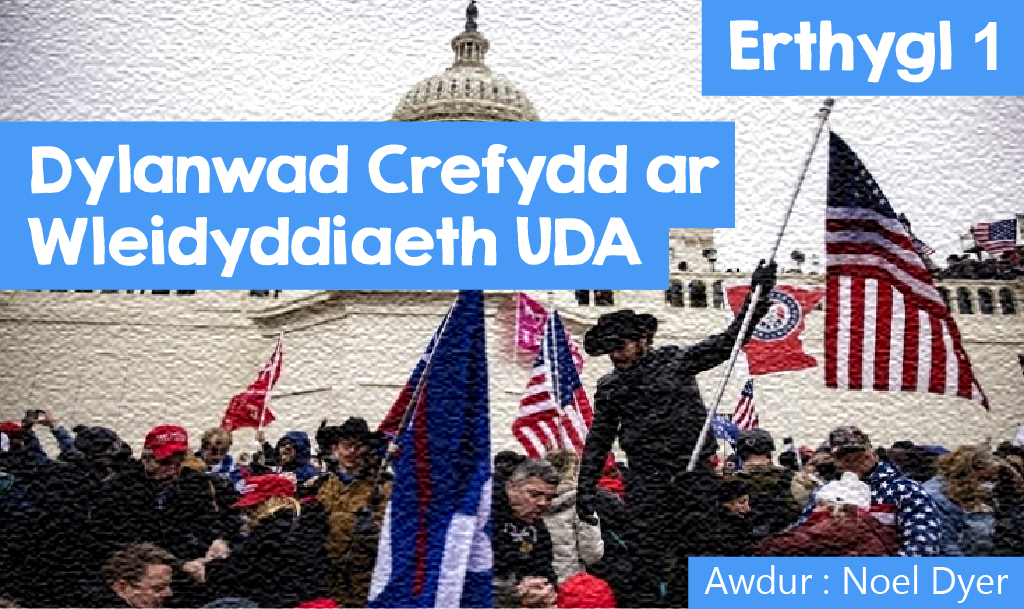 Erthygl 1
Dylanwad Crefydd ar
Wleidyddiaeth UDA
Awdur : Noel Dyer